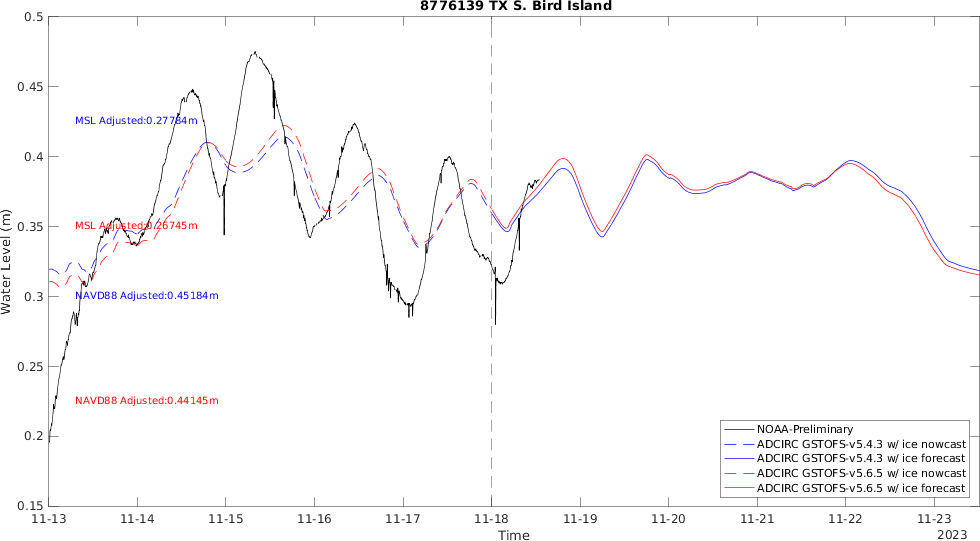 8776139 TX S. Bird Island
0.5
0.45
0.4
0.35
0.3
0.25
0.2
0.15
Water Level (m)
MSL Adjusted:0.27784m
MSL Adjusted:0.26745m
NAVD88 Adjusted:0.45184m
NAVD88 Adjusted:0.44145m
NOAA-Preliminary
ADCIRC GSTOFS-v5.4.3 w/ ice nowcast
ADCIRC GSTOFS-v5.4.3 w/ ice forecast
ADCIRC GSTOFS-v5.6.5 w/ ice nowcast
ADCIRC GSTOFS-v5.6.5 w/ ice forecast
11-13 11-14 11-15 11-16 11-17 11-18 11-19 11-20 11-21 11-22 11-23
Time
2023